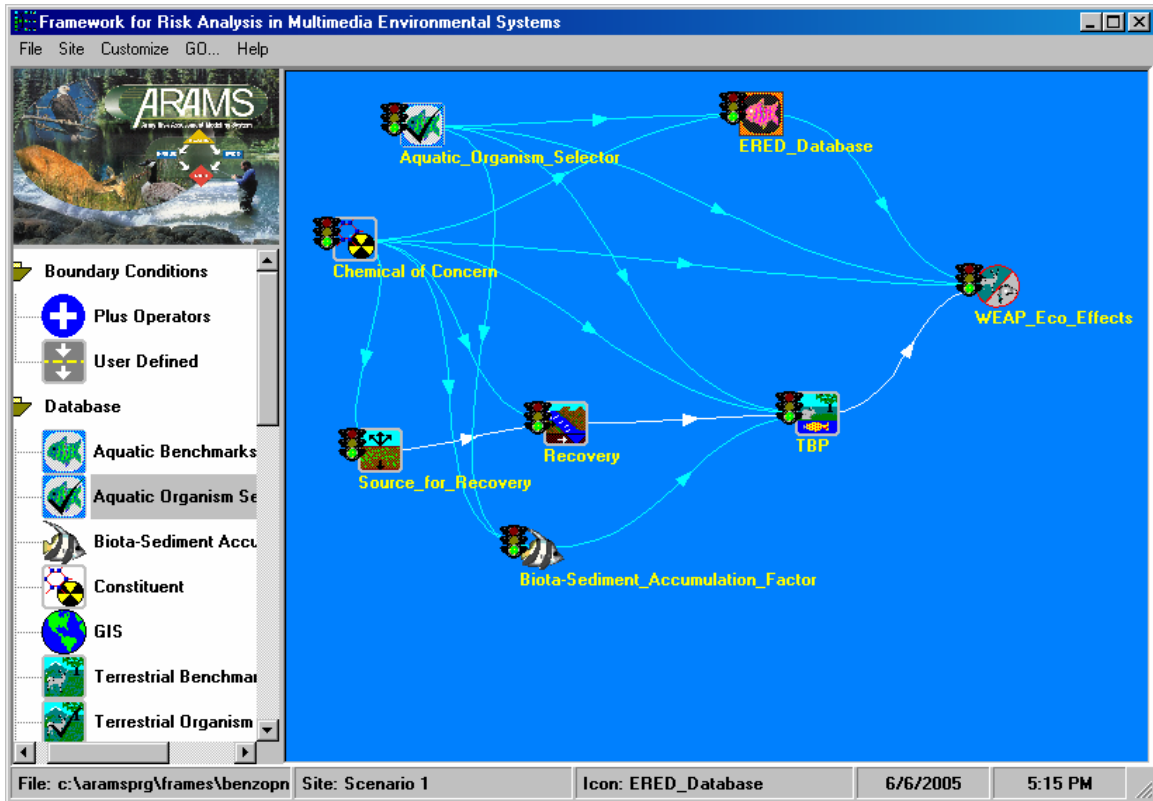 Framework for Risk Analysis in Multimedia Environmental Systems
File Site Customize GO... Help
ARAMS
Boundary Conditions
Plus Operators
User Defined
Database
Aquatic Benchmarks
Aquatic Organism Se
Biota-Sediment Accu
Constituent
GIS
Terrestrial Benchmar
Terrestrial Organism
Aquatic_Organism_Selector
ERED_Database
Chemical of Concern
WEAP_Eco_Effects
Recovery
TBP
Source_for_Recovery
Biota-Sediment_Accumulation_Factor
File: c:\aramsprg\frames\benzopn Site: Scenario 1 Icon: ERED_Database 6/6/2005 5:15 PM